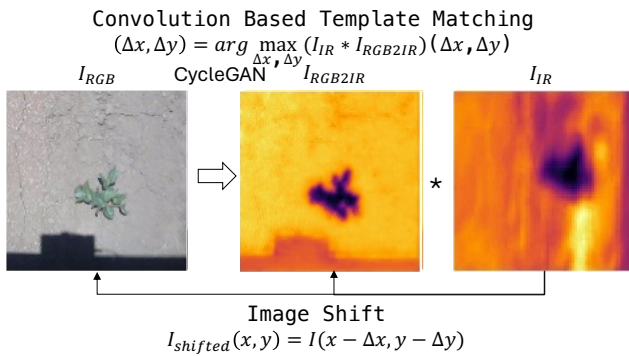 Convolution Based Template Matching
(Δx, Δy) = arg max (I_IR * I_RGB2IR)(Δx, Δy)
Δx, Δy
I_RGB CycleGAN I_RGB2IR I_IR
*
Image Shift
I_shifted(x, y) = I(x − Δx, y − Δy)